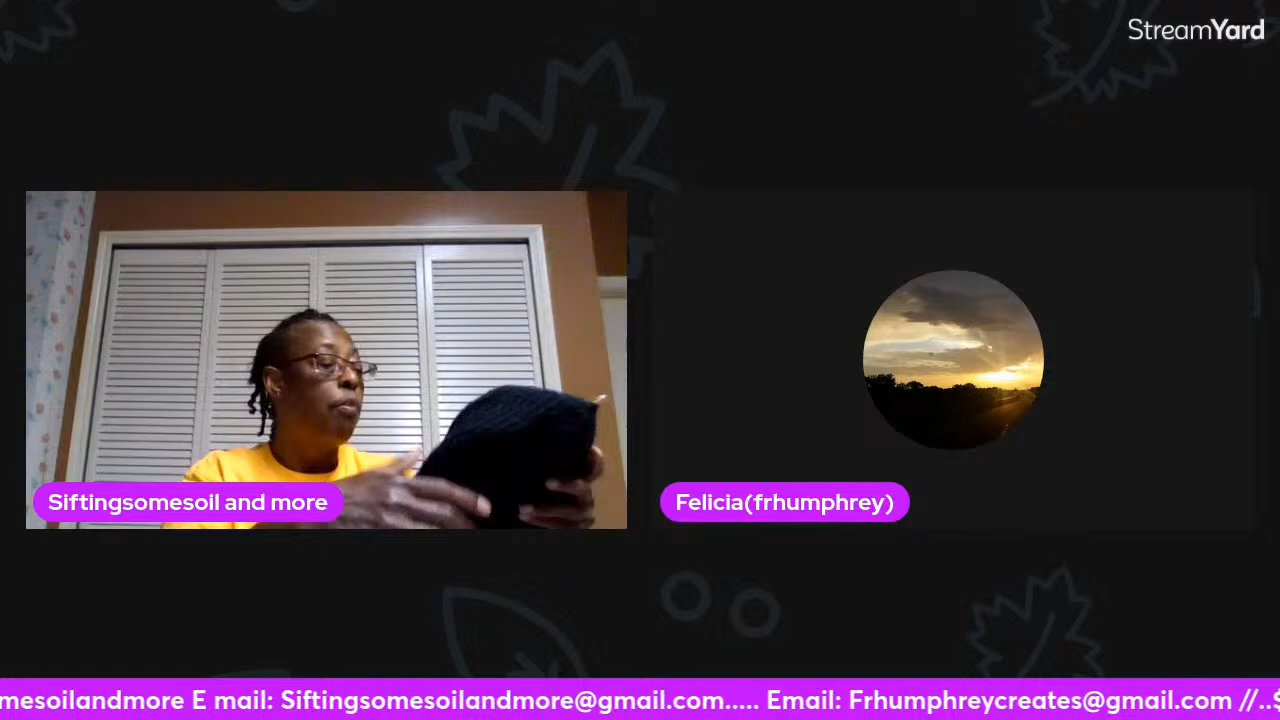 StreamYard
Siftingsomesoil and more
Felicia(frhumphrey)
mesoilandmore E mail: Siftingsomesoilandmore@gmail.com..... Email: Frhumphreycreates@gmail.com //..$